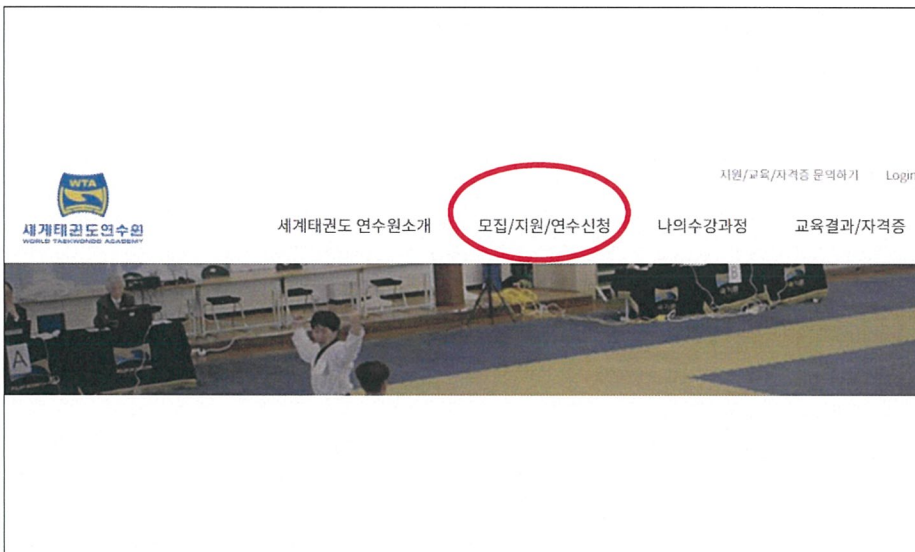 지원/교육/자격증 문의하기 Login
WTA
세계태권도연수원
WORLD TAEKWONDO ACADEMY
세계태권도 연수원소개 모집/지원/연수신청 나의수강과정 교육결과/자격증
A
B